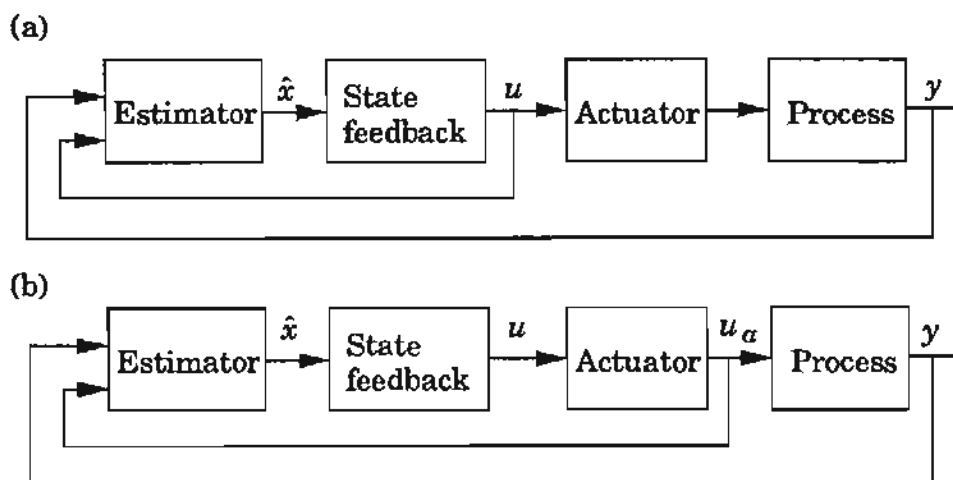 (a)
Estimator
x̂
State
feedback
u
Actuator
Process
y
(b)
Estimator
x̂
State
feedback
u
Actuator
u_a
Process
y